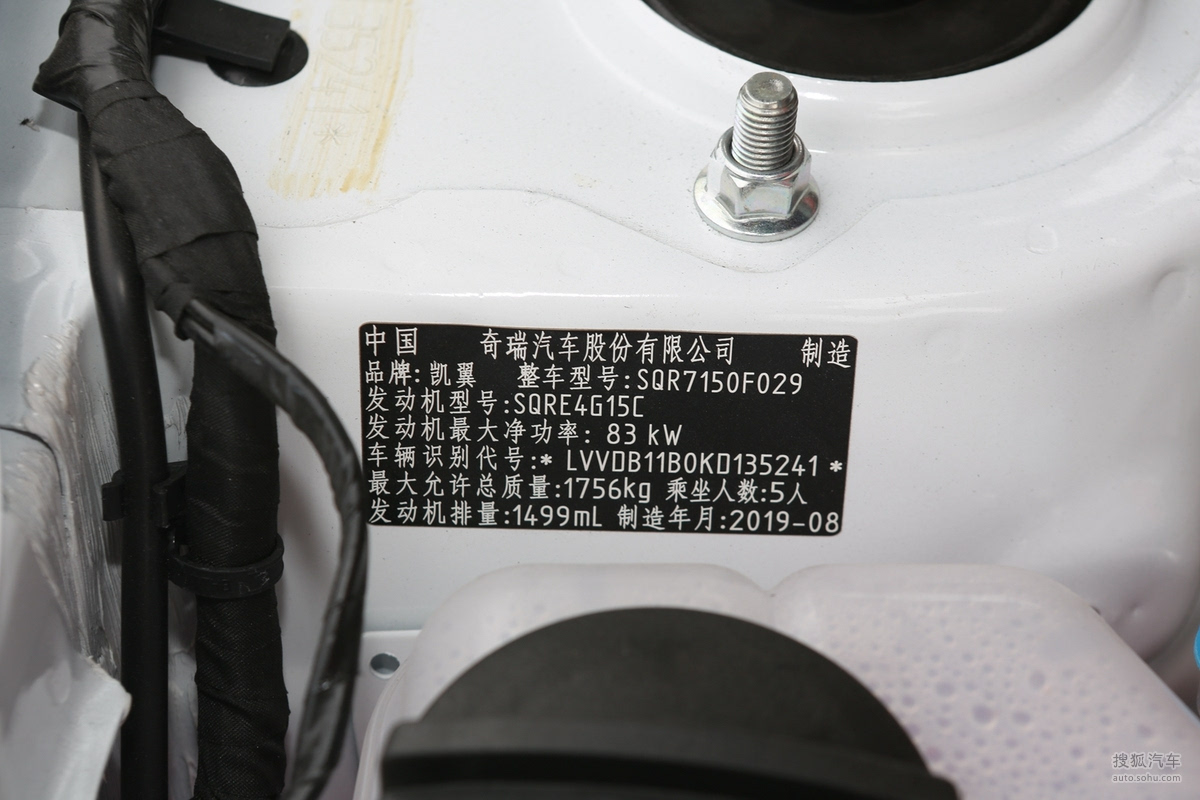 中国 奇瑞汽车股份有限公司 制造
品牌:凯翼 整车型号:SQR7150F029
发动机型号:SQRE4G15C
发动机最大净功率: 83 kW
车辆识别代号:* LVVDB11B0KD135241 *
最大允许总质量:1756kg 乘坐人数:5人
发动机排量:1499mL 制造年月:2019-08
搜狐汽车
auto.sohu.com